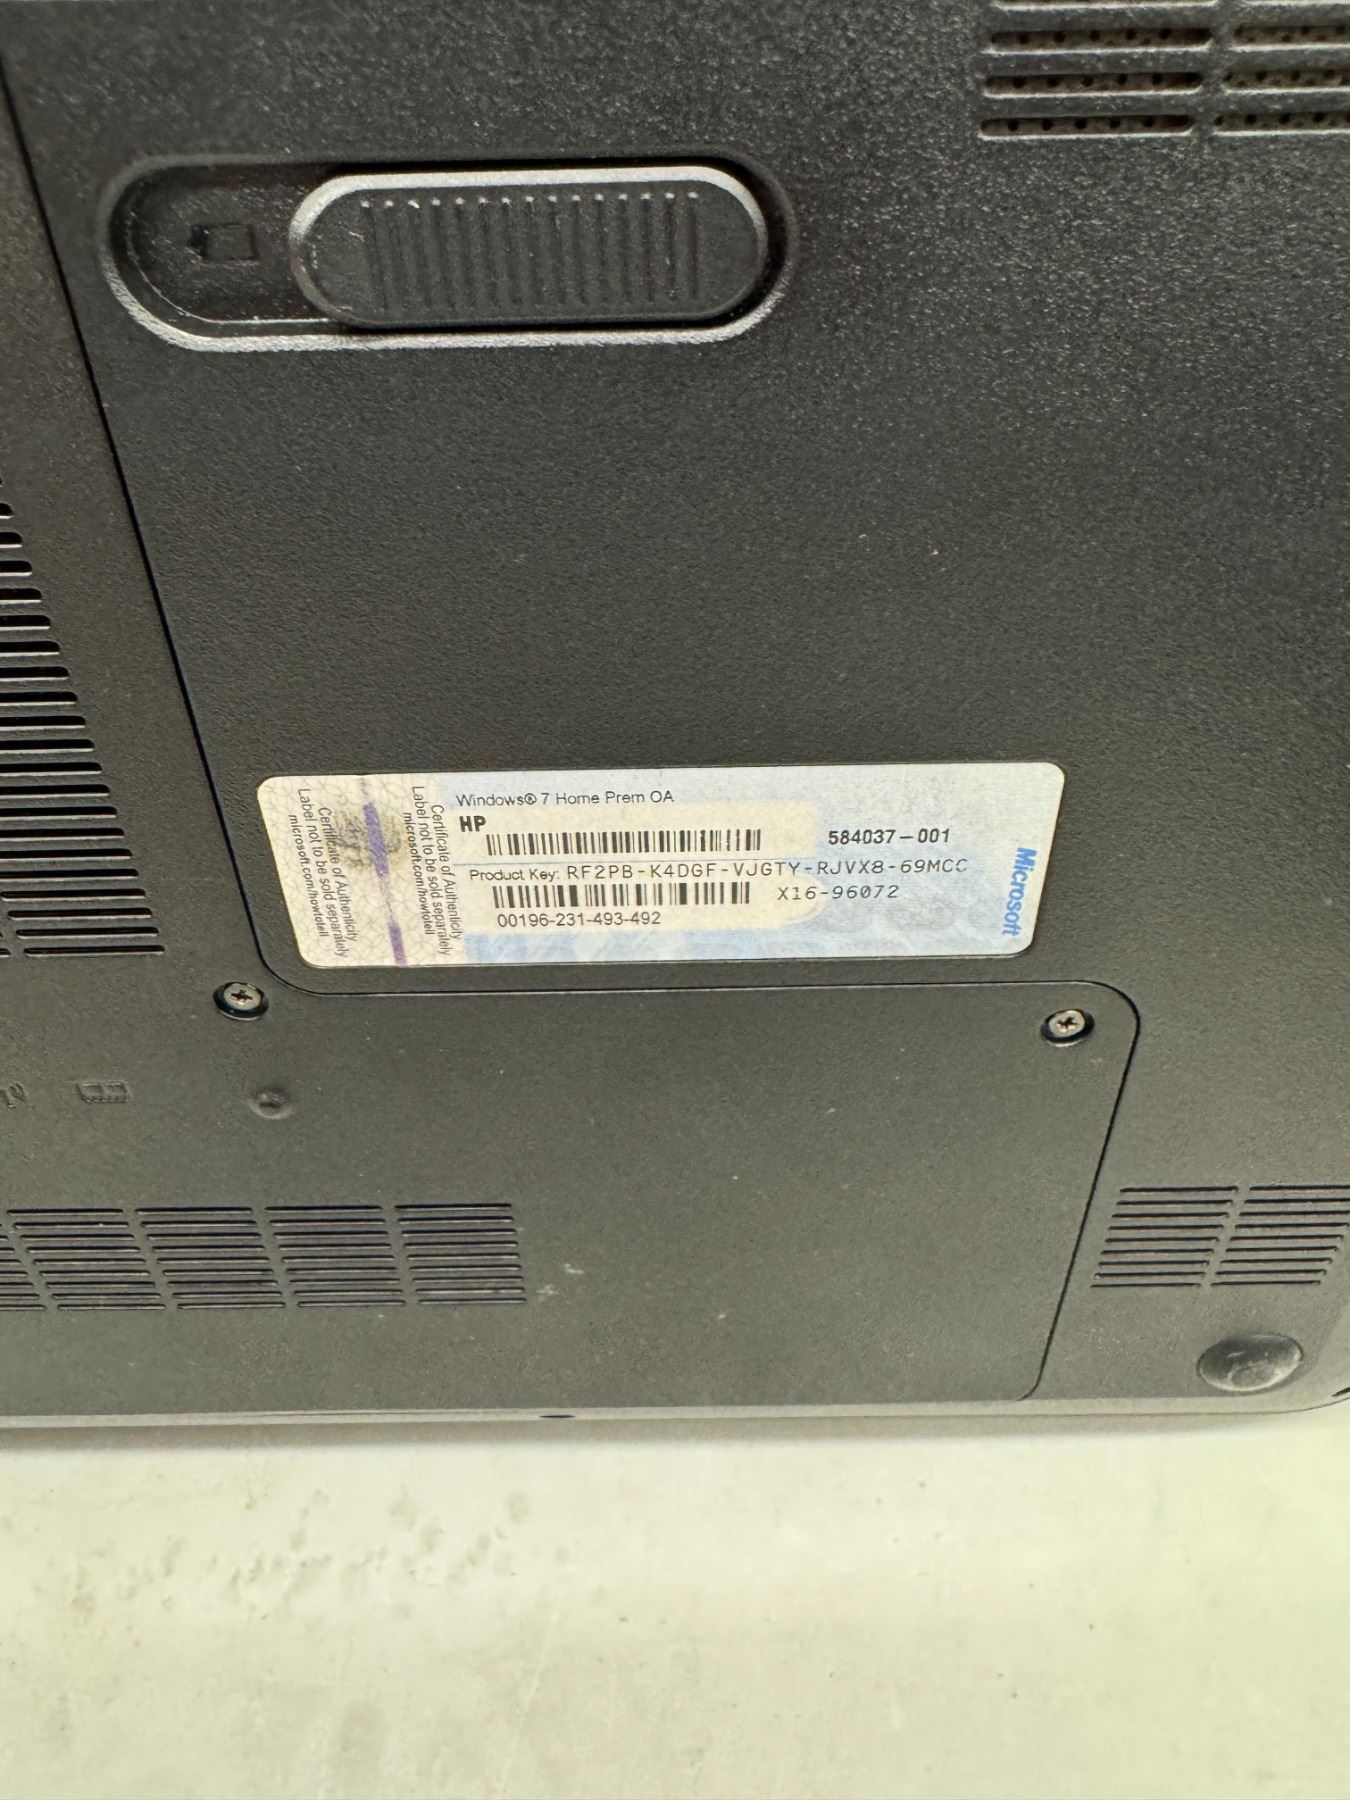 Windows® 7 Home Prem OA
HP
584037-001
Product Key: RF2PB-K4DGF-VJGTY-RJVX8-69MCC
X16-96072
00196-231-493-492
Microsoft
Certificate of Authenticity
Label not to be sold separately
microsoft.com/howtotell
Certificate of Authenticity
Label not to be sold separately
microsoft.com/howtotell